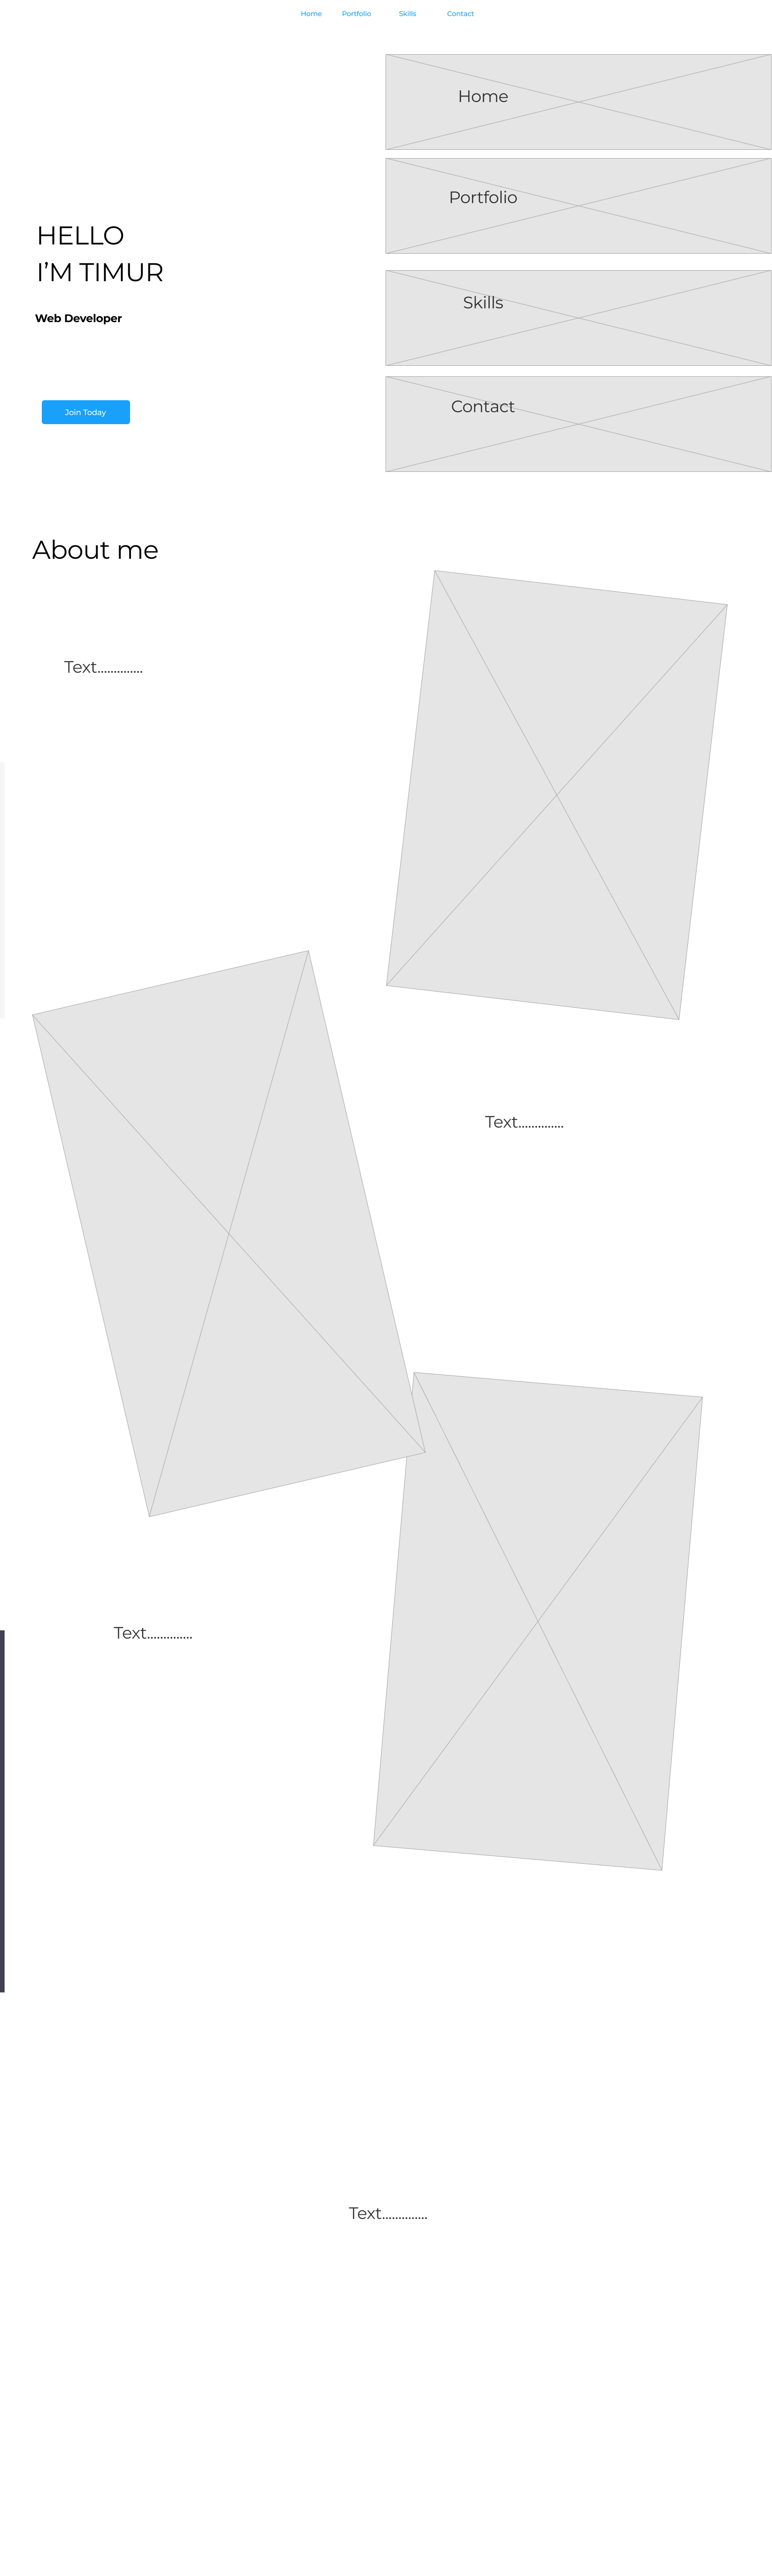 Home Portfolio Skills Contact
Home
Portfolio
HELLO
I’M TIMUR
Skills
Web Developer
Contact
Join Today
About me
Text..............
Text..............
Text..............
Text..............